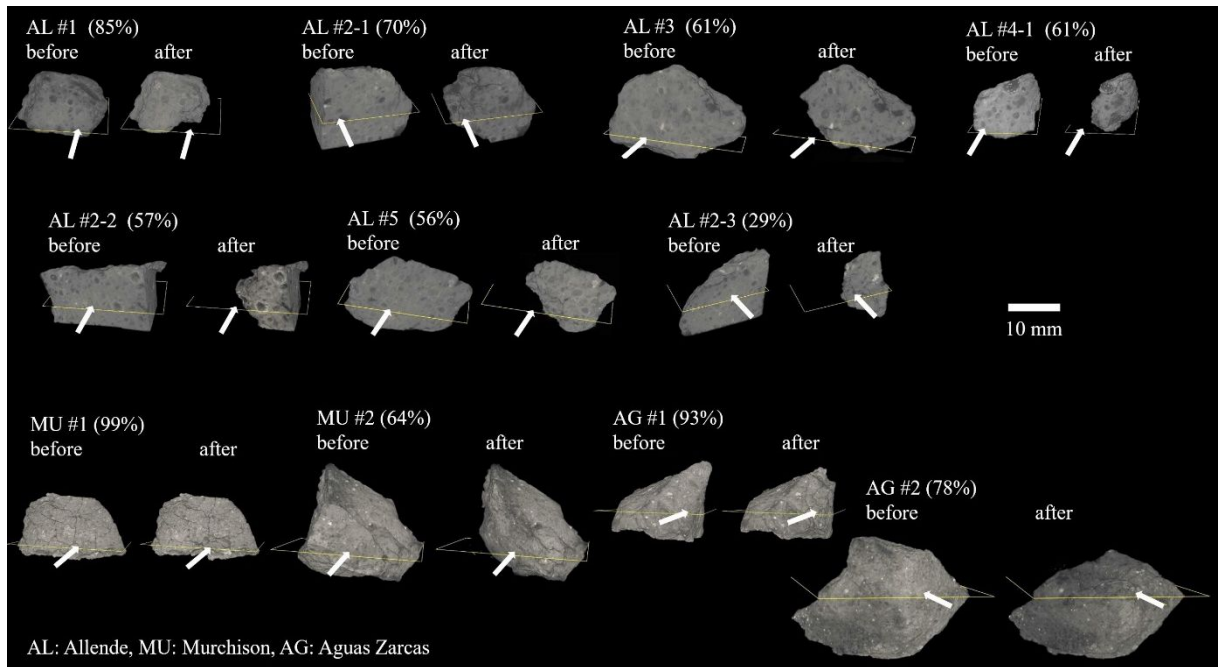 AL #1 (85%)
before after
AL #2-1 (70%)
before after
AL #3 (61%)
before after
AL #4-1 (61%)
before after
AL #2-2 (57%)
before after
AL #5 (56%)
before after
AL #2-3 (29%)
before after
10 mm
MU #1 (99%)
before after
MU #2 (64%)
before after
AG #1 (93%)
before after
AG #2 (78%)
before after
AL: Allende, MU: Murchison, AG: Aguas Zarcas